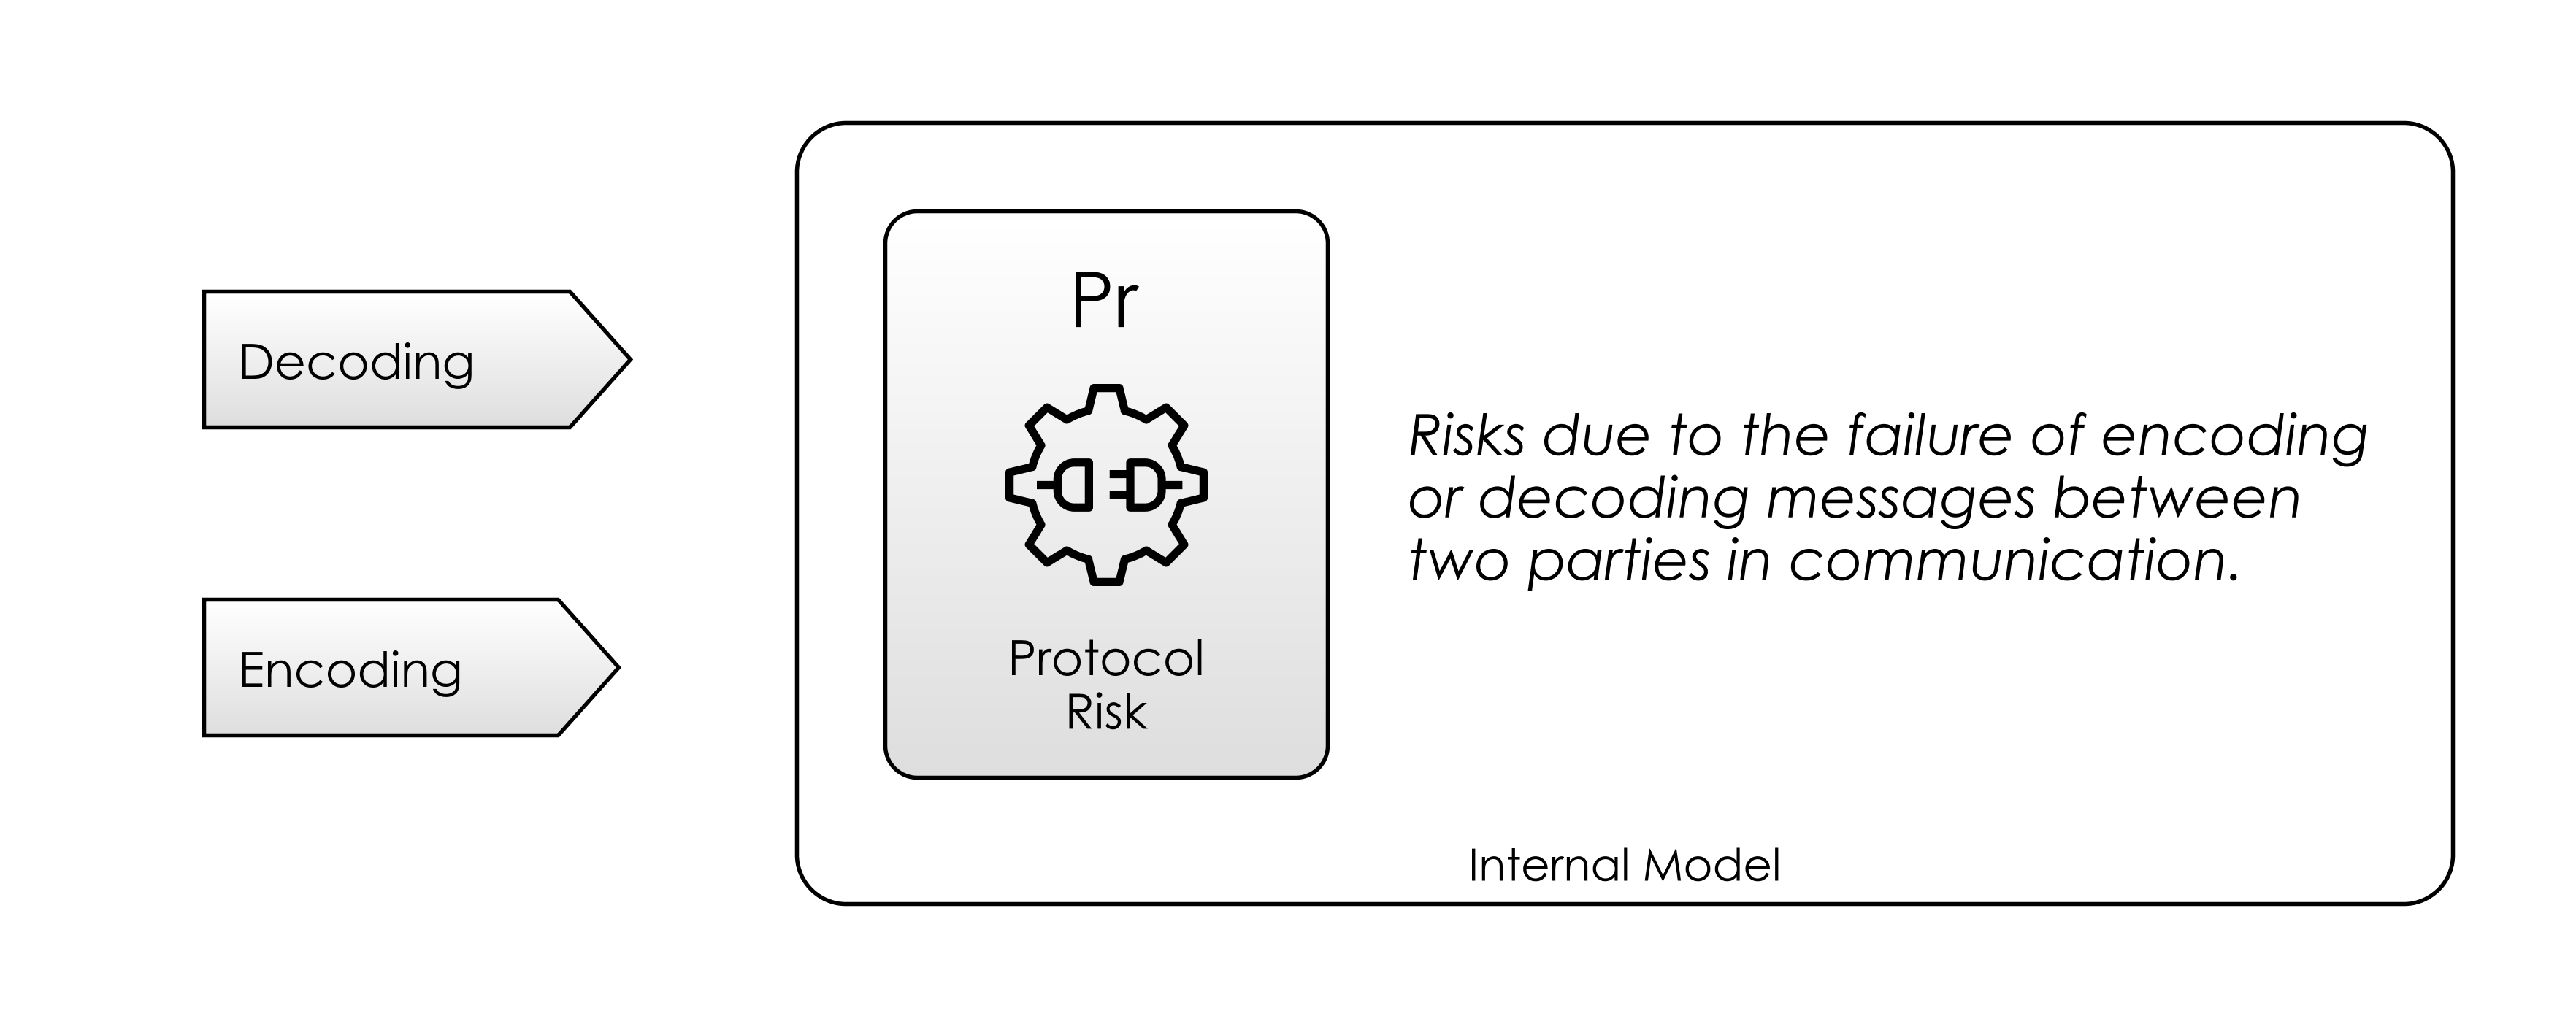 Decoding
Encoding
Pr
Protocol
Risk
Risks due to the failure of encoding
or decoding messages between
two parties in communication.
Internal Model